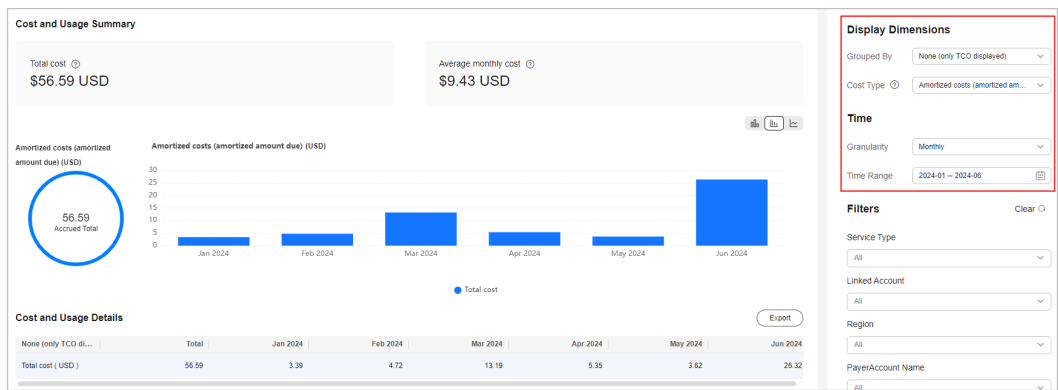 Cost and Usage Summary
Total cost
$56.59 USD
Average monthly cost
$9.43 USD
Amortized costs (amortized
amount due) (USD)
56.59
Accrued Total
Amortized costs (amortized amount due) (USD)
30
25
20
15
10
5
0
Jan 2024 Feb 2024 Mar 2024 Apr 2024 May 2024 Jun 2024
Total cost
Cost and Usage Details
Export
None (only TCO di... Total Jan 2024 Feb 2024 Mar 2024 Apr 2024 May 2024 Jun 2024
Total cost ( USD ) 56.59 3.39 4.72 13.19 5.35 3.62 26.32
Display Dimensions
Grouped By None (only TCO displayed)
Cost Type Amortized costs (amortized am...
Time
Granularity Monthly
Time Range 2024-01 — 2024-06
Filters Clear
Service Type
All
Linked Account
All
Region
All
PayerAccount Name
All